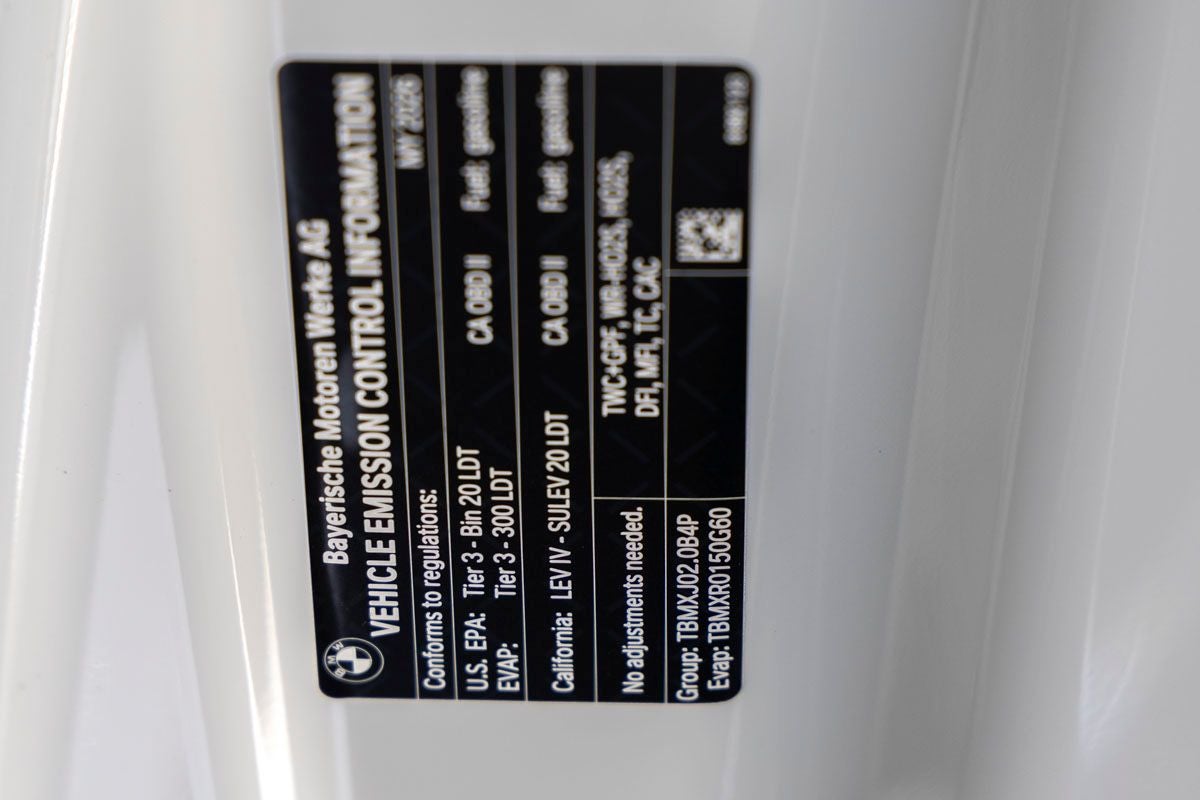 BMW
Bayerische Motoren Werke AG
VEHICLE EMISSION CONTROL INFORMATION
MY
Conforms to regulations:
U.S. EPA: Tier 3 - Bin 20 LDT CA OBD II Fuel: gasoline
EVAP: Tier 3 - 300 LDT
California: LEV IV - SULEV 20 LDT CA OBD II Fuel: gasoline
No adjustments needed.
TWC+GPF, WR-HO2S, HO2S,
DFI, MFI, TC, CAC
Group: TBMXJ02.0B4P
Evap: TBMXR0150G60